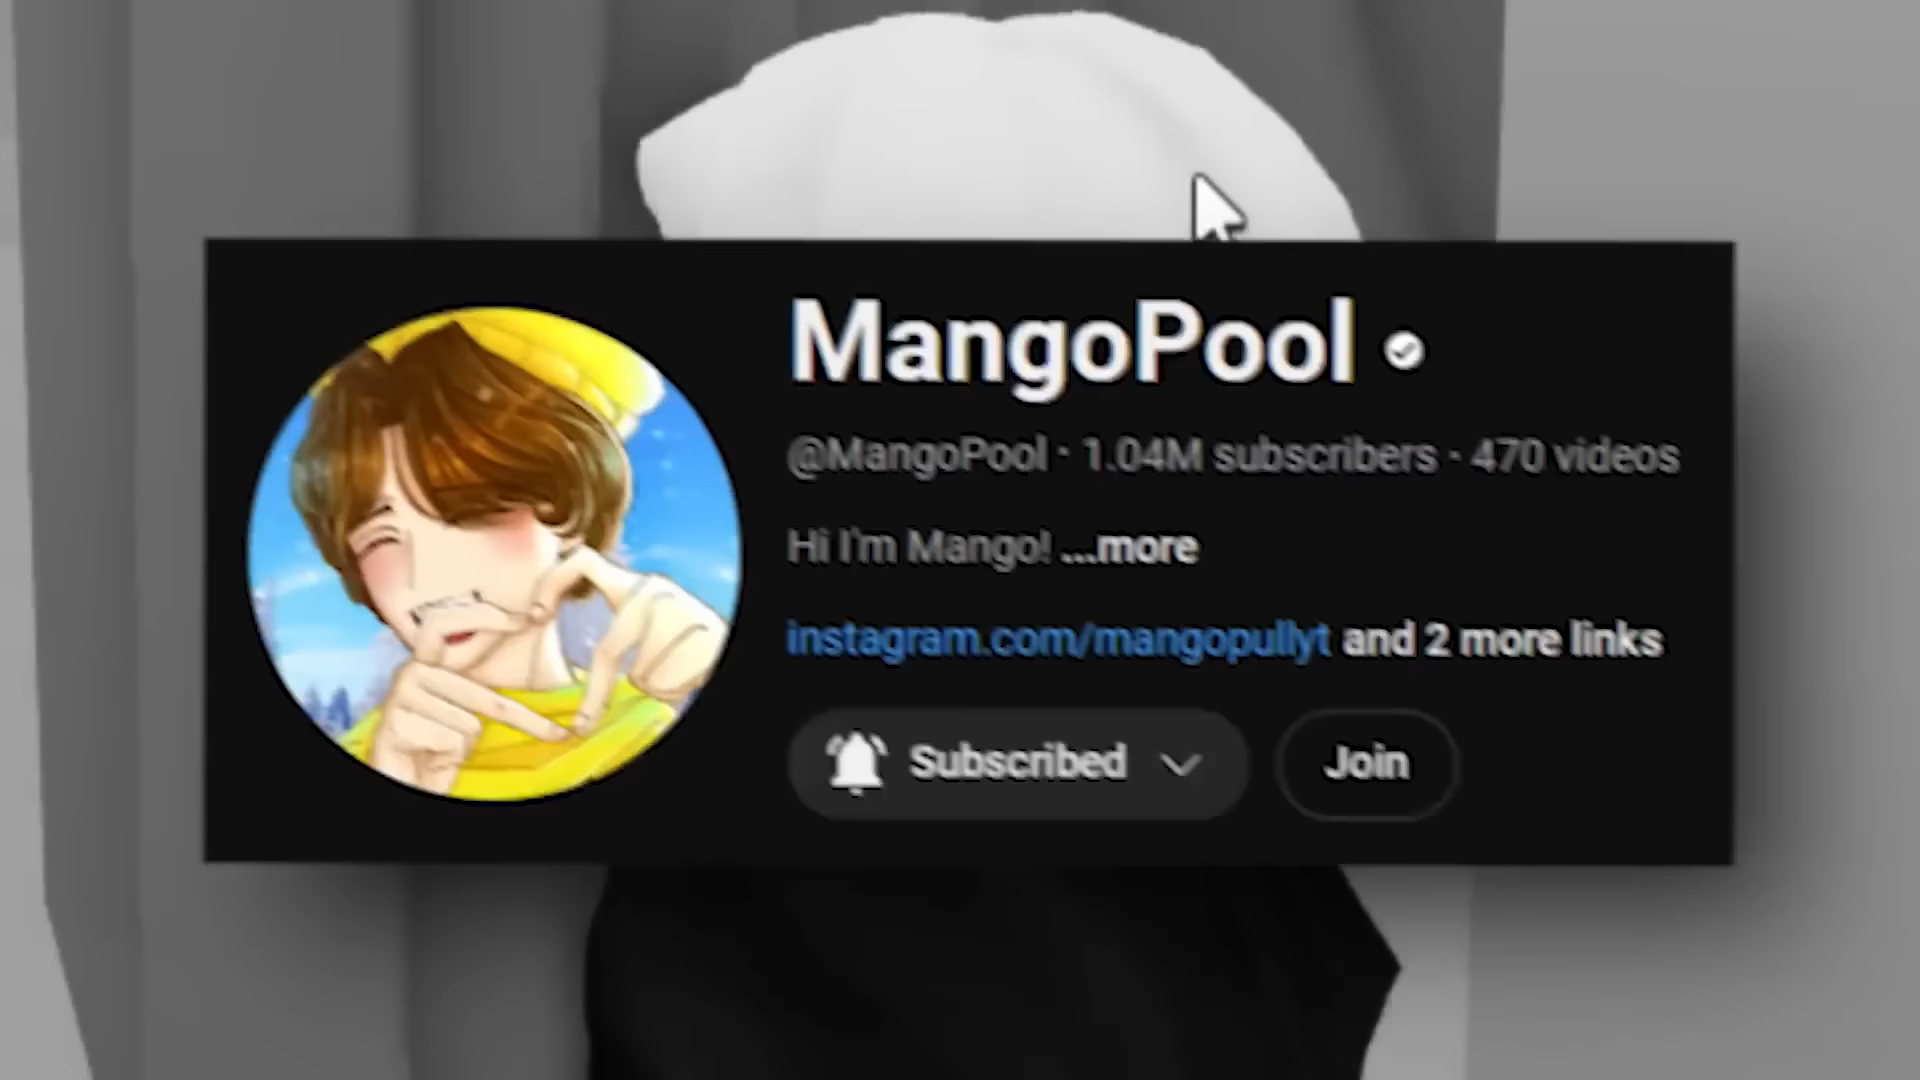 MangoPool
@MangoPool · 1.04M subscribers · 470 videos
Hi I'm Mango! ...more
instagram.com/mangopullyt and 2 more links
Subscribed
Join